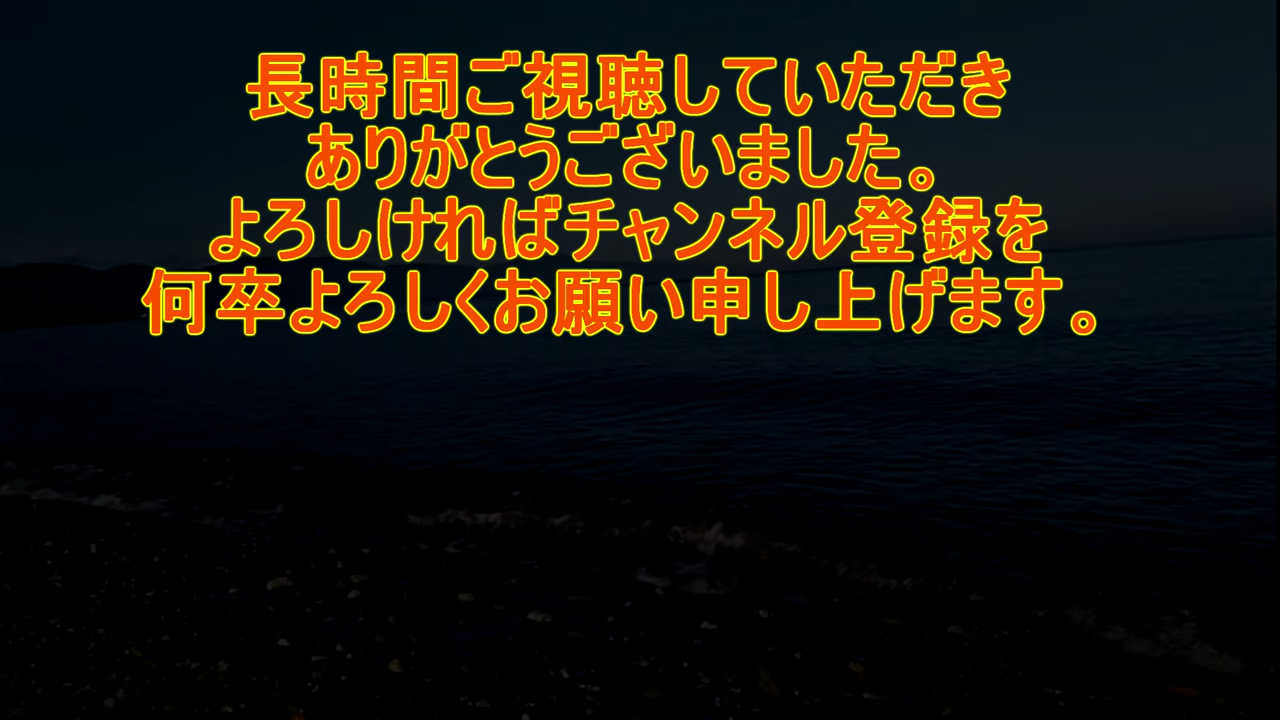 長時間ご視聴していただき
ありがとうございました。
よろしければチャンネル登録を
何卒よろしくお願い申し上げます。